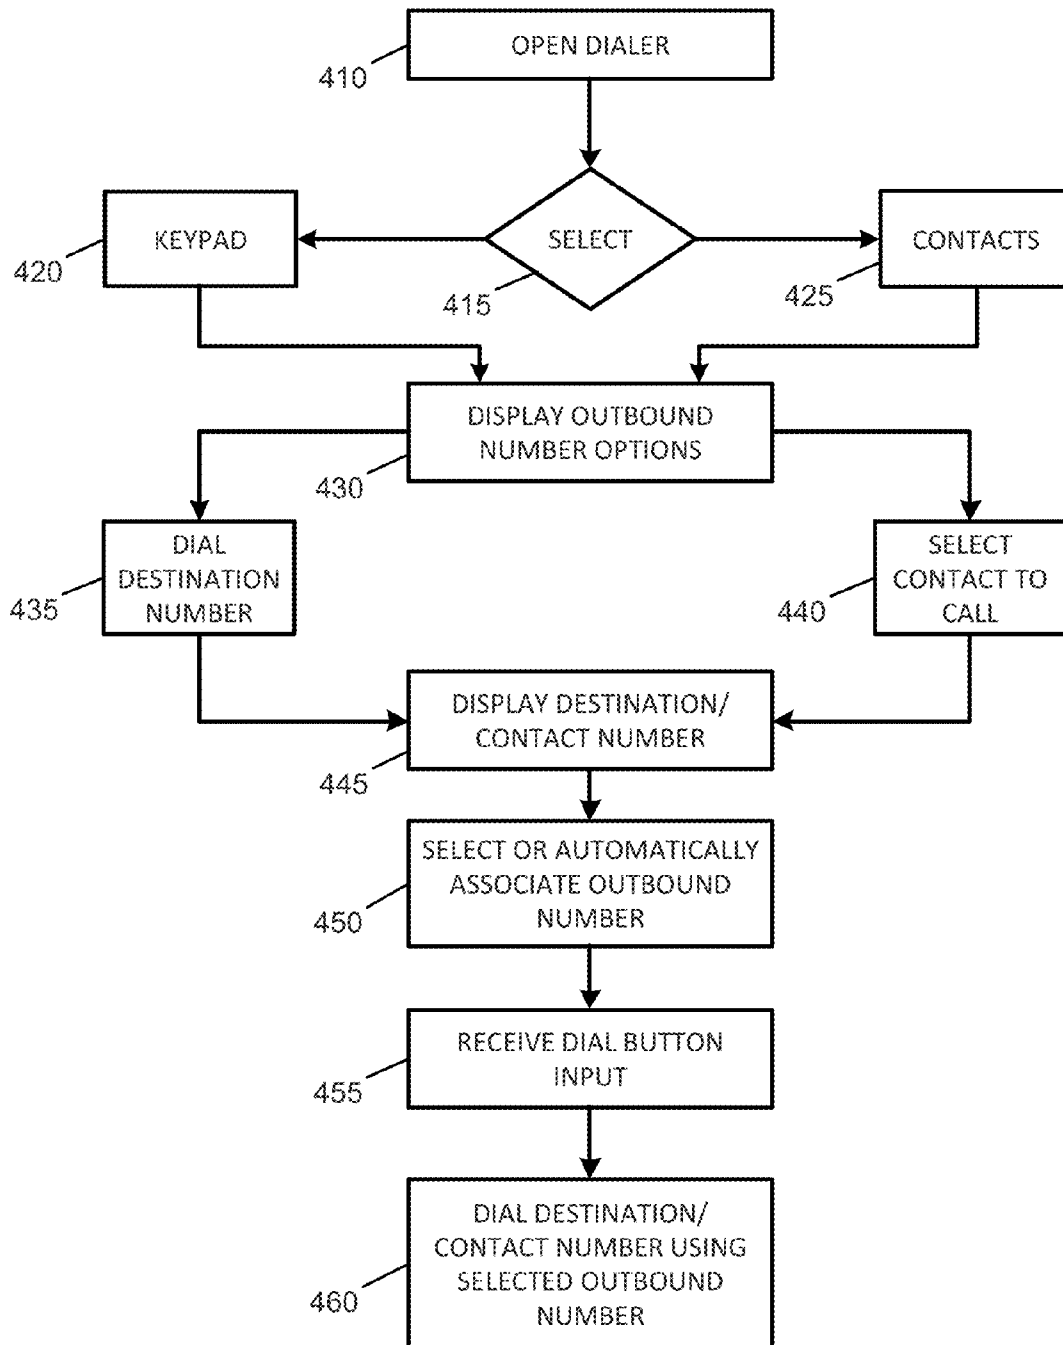 OPEN DIALER
410
KEYPAD
SELECT
CONTACTS
420
415
425
DISPLAY OUTBOUND
NUMBER OPTIONS
430
DIAL
DESTINATION
NUMBER
435
SELECT
CONTACT TO
CALL
440
DISPLAY DESTINATION/
CONTACT NUMBER
445
SELECT OR AUTOMATICALLY
ASSOCIATE OUTBOUND
NUMBER
450
RECEIVE DIAL BUTTON
INPUT
455
DIAL DESTINATION/
CONTACT NUMBER USING
SELECTED OUTBOUND
NUMBER
460